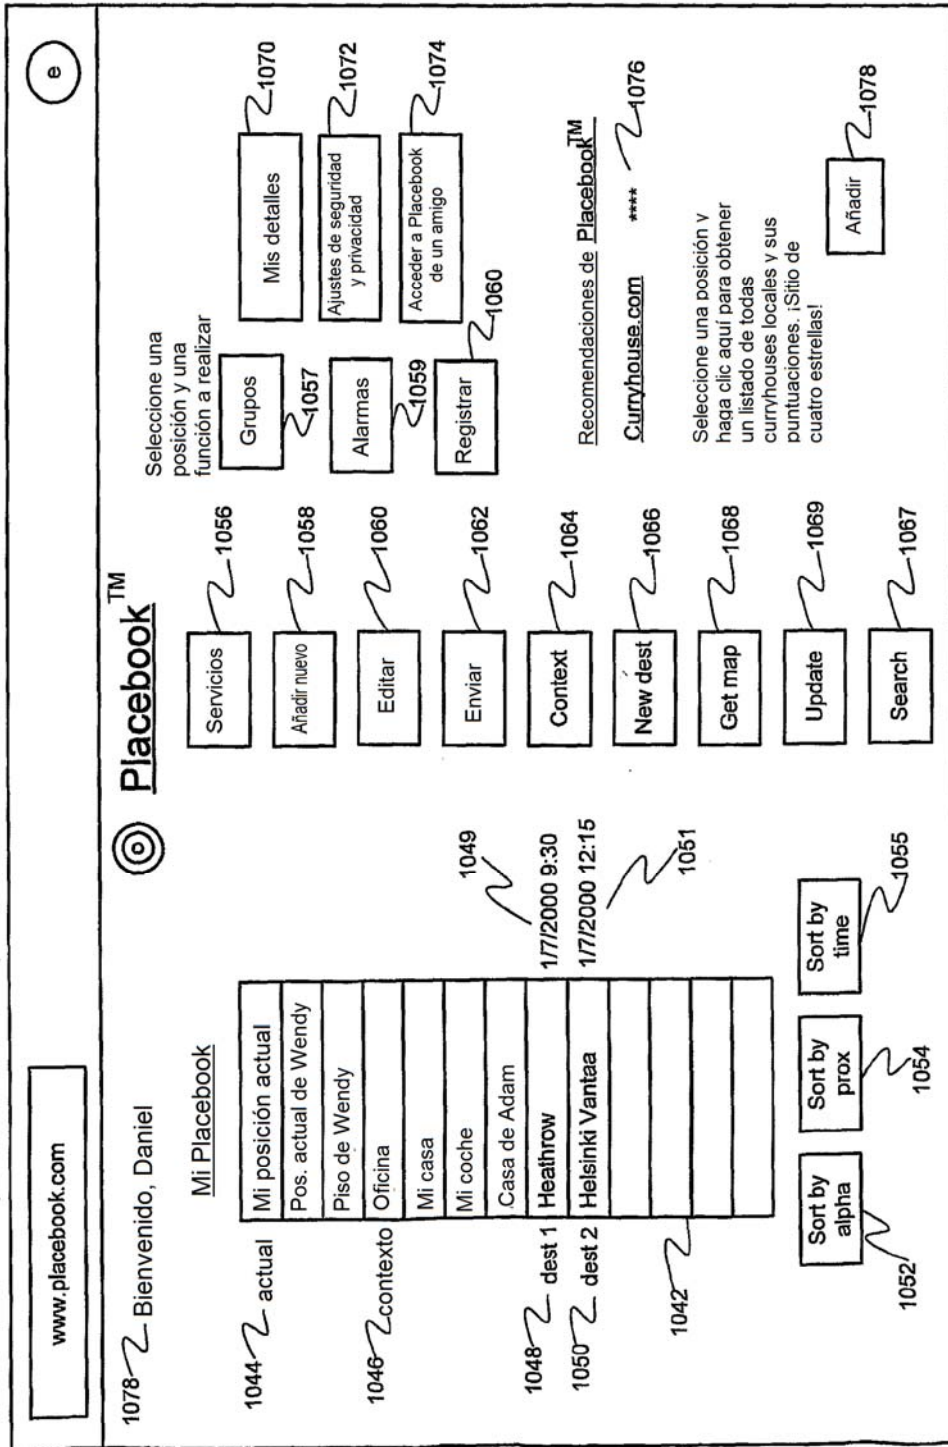 www.placebook.com
e
1078 Bienvenido, Daniel
Placebook™
Mi Placebook
1044 actual
Mi posición actual
Pos. actual de Wendy
Piso de Wendy
1046 contexto
Oficina
Mi casa
Mi coche
Casa de Adam
1048 dest 1
Heathrow
1/7/2000 9:30
1049
1050 dest 2
Helsinki Vantaa
1/7/2000 12:15
1051
1042
Sort by
alpha
1052
Sort by
prox
1054
Sort by
time
1055
Servicios
1056
Añadir nuevo
1058
Editar
1060
Enviar
1062
Context
1064
New dest
1066
Get map
1068
Update
1069
Search
1067
Seleccione una
posición y una
función a realizar
Grupos
1057
Alarmas
1059
Registrar
1060
Mis detalles
1070
Ajustes de seguridad
y privacidad
1072
Acceder a Placebook
de un amigo
1074
Recomendaciones de Placebook™
Curryhouse.com
****
1076
Seleccione una posición y
haga clic aquí para obtener
un listado de todas
curryhouses locales y sus
puntuaciones. ¡Sitio de
cuatro estrellas!
Añadir
1078